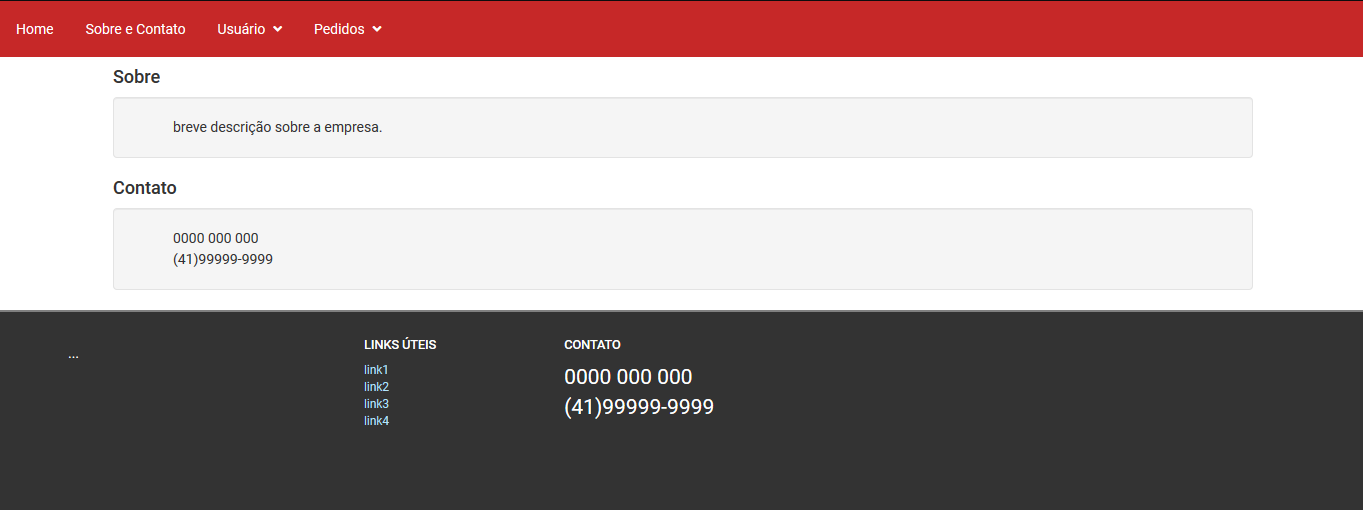 Home Sobre e Contato Usuário Pedidos
Sobre
breve descrição sobre a empresa.
Contato
0000 000 000
(41)99999-9999
...
LINKS ÚTEIS
link1
link2
link3
link4
CONTATO
0000 000 000
(41)99999-9999